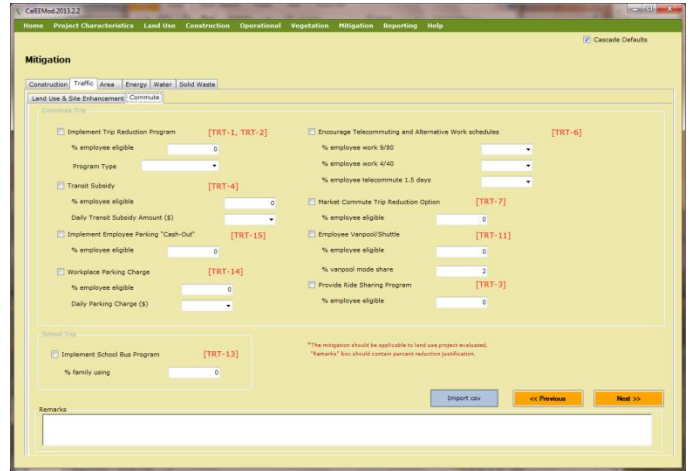 CalEEMod.2013.2.2
Home Project Characteristics Land Use Construction Operational Vegetation Mitigation Reporting Help
Cascade Defaults
Mitigation
Construction Traffic Area Energy Water Solid Waste
Land Use & Site Enhancement Commute
Commute Trip
Implement Trip Reduction Program [TRT-1, TRT-2]
% employee eligible 0
Program Type
Transit Subsidy [TRT-4]
% employee eligible 0
Daily Transit Subsidy Amount ($)
Implement Employee Parking "Cash-Out" [TRT-15]
% employee eligible 0
Workplace Parking Charge [TRT-14]
% employee eligible 0
Daily Parking Charge ($)
Encourage Telecommuting and Alternative Work schedules [TRT-6]
% employee work 9/80
% employee work 4/40
% employee telecommute 1.5 days
Market Commute Trip Reduction Option [TRT-7]
% employee eligible 0
Employee Vanpool/Shuttle [TRT-11]
% employee eligible 0
% vanpool mode share 2
Provide Ride Sharing Program [TRT-3]
% employee eligible 0
School Trip
Implement School Bus Program [TRT-13]
% family using 0
*The mitigation should be applicable to land use project evaluated.
"Remarks" box should contain percent reduction justification.
Import csv << Previous Next >>
Remarks